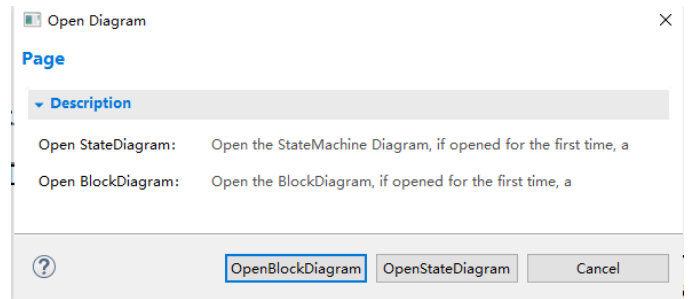 Open Diagram
Page
Description
Open StateDiagram: Open the StateMachine Diagram, if opened for the first time, a
Open BlockDiagram: Open the BlockDiagram, if opened for the first time, a
OpenBlockDiagram OpenStateDiagram Cancel